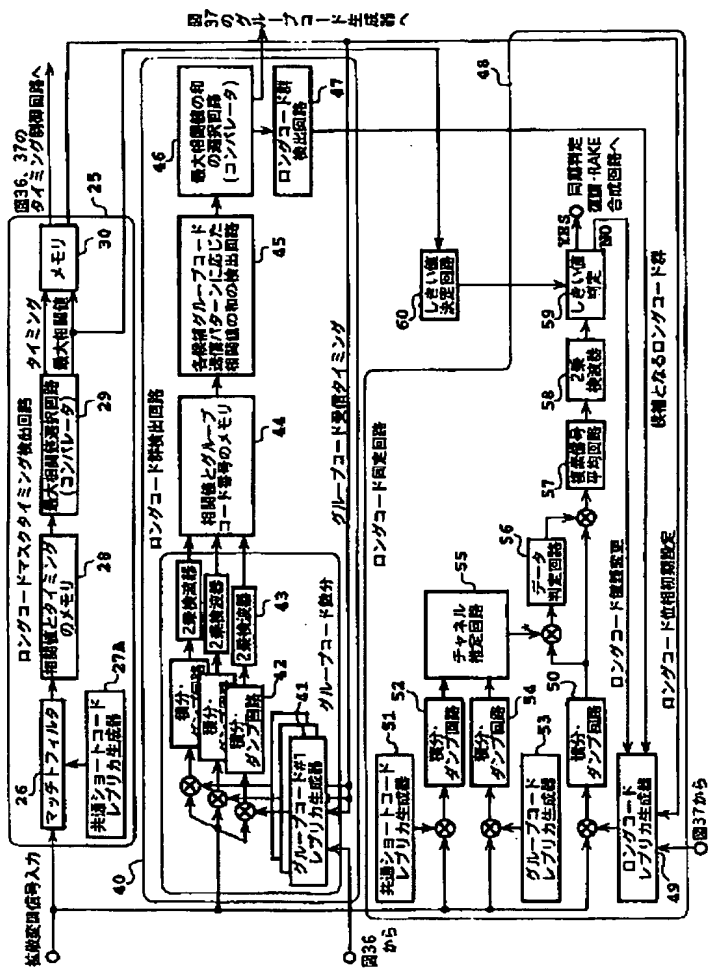 拡散変調信号入力
ロングコードマスクタイミング検出回路
25
26
マッチトフィルタ
27A
共通ショートコード
レプリカ生成器
28
相関値とタイミング
のメモリ
29
最大相関値選択回路
(コンパレータ)
タイミング
最大相関値
30
メモリ
図36、37の
タイミング制御回路へ
図37のグループコード生成器へ
40
ロングコード群検出回路
41
グループコード#1
レプリカ生成器
グループコード数分
42
積分・
ダンプ回路
積分・
ダンプ回路
積分・
ダンプ回路
43
2乗検波器
2乗検波器
2乗検波器
44
相関値とグループ
コード番号のメモリ
45
各候補グループコード
送信パターンに応じた
相関値の和の検出回路
46
最大相関値の和
の選択回路
(コンパレータ)
47
ロングコード群
検出回路
グループコード受信タイミング
図36
から
48
ロングコード同定回路
51
共通ショートコード
レプリカ生成器
52
積分・
ダンプ回路
53
グループコード
レプリカ生成器
54
積分・
ダンプ回路
55
チャネル
推定回路
56
データ
判定回路
50
積分・
ダンプ回路
49
ロングコード
レプリカ生成器
57
複素信号
平均回路
58
2乗
検波器
59
しきい値
判定
60
しきい値
決定回路
YES
NO
同期判定
復調・RAKE
合成回路へ
ロングコード候補変更
ロングコード位相初期設定
候補となるロングコード群
図37から